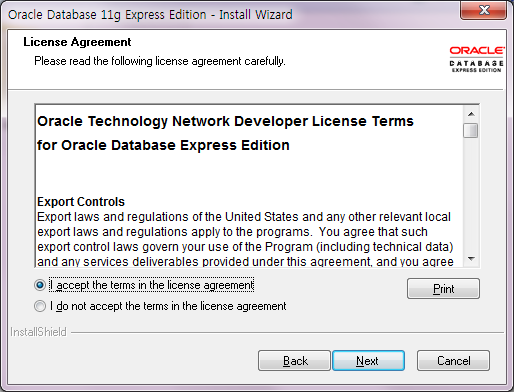 Oracle Database 11g Express Edition - Install Wizard
License Agreement
Please read the following license agreement carefully.
ORACLE
DATABASE
EXPRESS EDITION
Oracle Technology Network Developer License Terms
for Oracle Database Express Edition
Export Controls
Export laws and regulations of the United States and any other relevant local
export laws and regulations apply to the programs.  You agree that such
export control laws govern your use of the Program (including technical data)
and any services deliverables provided under this agreement, and you agree
I accept the terms in the license agreement
I do not accept the terms in the license agreement
Print
InstallShield
Back
Next
Cancel